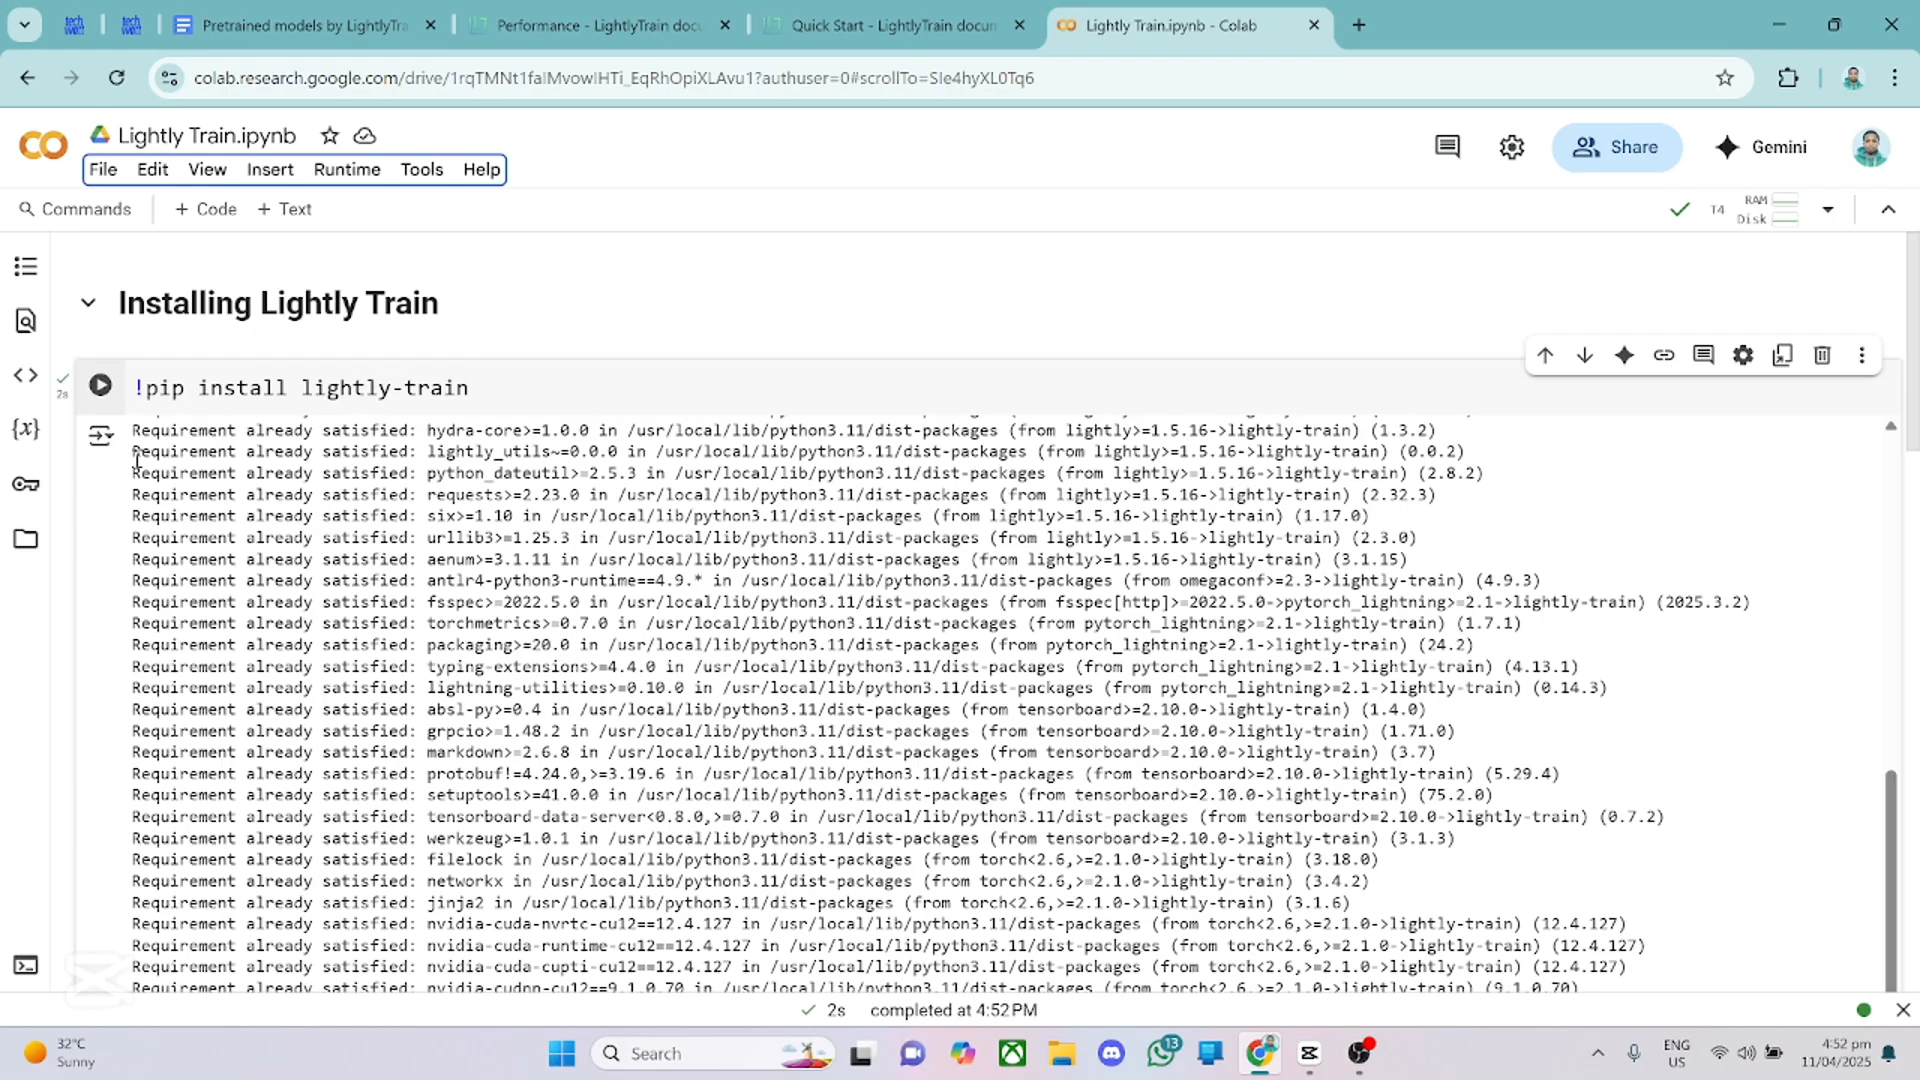 Pretrained models by LightlyTra
Performance - LightlyTrain docu
Quick Start - LightlyTrain docum
Lightly Train.ipynb - Colab
colab.research.google.com/drive/1rqTMNt1faIMvowIHTi_EqRhOpiXLAvu1?authuser=0#scrollTo=SIe4hyXL0Tq6
Lightly Train.ipynb
File Edit View Insert Runtime Tools Help
Share
Gemini
Commands
+ Code + Text
T4
RAM
Disk
Installing Lightly Train
2s
!pip install lightly-train
Requirement already satisfied: hydra-core>=1.0.0 in /usr/local/lib/python3.11/dist-packages (from lightly>=1.5.16->lightly-train) (1.3.2)
Requirement already satisfied: lightly_utils~=0.0.0 in /usr/local/lib/python3.11/dist-packages (from lightly>=1.5.16->lightly-train) (0.0.2)
Requirement already satisfied: python_dateutil>=2.5.3 in /usr/local/lib/python3.11/dist-packages (from lightly>=1.5.16->lightly-train) (2.8.2)
Requirement already satisfied: requests>=2.23.0 in /usr/local/lib/python3.11/dist-packages (from lightly>=1.5.16->lightly-train) (2.32.3)
Requirement already satisfied: six>=1.10 in /usr/local/lib/python3.11/dist-packages (from lightly>=1.5.16->lightly-train) (1.17.0)
Requirement already satisfied: urllib3>=1.25.3 in /usr/local/lib/python3.11/dist-packages (from lightly>=1.5.16->lightly-train) (2.3.0)
Requirement already satisfied: aenum>=3.1.11 in /usr/local/lib/python3.11/dist-packages (from lightly>=1.5.16->lightly-train) (3.1.15)
Requirement already satisfied: antlr4-python3-runtime==4.9.* in /usr/local/lib/python3.11/dist-packages (from omegaconf>=2.3->lightly-train) (4.9.3)
Requirement already satisfied: fsspec>=2022.5.0 in /usr/local/lib/python3.11/dist-packages (from fsspec[http]>=2022.5.0->pytorch_lightning>=2.1->lightly-train) (2025.3.2)
Requirement already satisfied: torchmetrics>=0.7.0 in /usr/local/lib/python3.11/dist-packages (from pytorch_lightning>=2.1->lightly-train) (1.7.1)
Requirement already satisfied: packaging>=20.0 in /usr/local/lib/python3.11/dist-packages (from pytorch_lightning>=2.1->lightly-train) (24.2)
Requirement already satisfied: typing-extensions>=4.4.0 in /usr/local/lib/python3.11/dist-packages (from pytorch_lightning>=2.1->lightly-train) (4.13.1)
Requirement already satisfied: lightning-utilities>=0.10.0 in /usr/local/lib/python3.11/dist-packages (from pytorch_lightning>=2.1->lightly-train) (0.14.3)
Requirement already satisfied: absl-py>=0.4 in /usr/local/lib/python3.11/dist-packages (from tensorboard>=2.10.0->lightly-train) (1.4.0)
Requirement already satisfied: grpcio>=1.48.2 in /usr/local/lib/python3.11/dist-packages (from tensorboard>=2.10.0->lightly-train) (1.71.0)
Requirement already satisfied: markdown>=2.6.8 in /usr/local/lib/python3.11/dist-packages (from tensorboard>=2.10.0->lightly-train) (3.7)
Requirement already satisfied: protobuf!=4.24.0,>=3.19.6 in /usr/local/lib/python3.11/dist-packages (from tensorboard>=2.10.0->lightly-train) (5.29.4)
Requirement already satisfied: setuptools>=41.0.0 in /usr/local/lib/python3.11/dist-packages (from tensorboard>=2.10.0->lightly-train) (75.2.0)
Requirement already satisfied: tensorboard-data-server<0.8.0,>=0.7.0 in /usr/local/lib/python3.11/dist-packages (from tensorboard>=2.10.0->lightly-train) (0.7.2)
Requirement already satisfied: werkzeug>=1.0.1 in /usr/local/lib/python3.11/dist-packages (from tensorboard>=2.10.0->lightly-train) (3.1.3)
Requirement already satisfied: filelock in /usr/local/lib/python3.11/dist-packages (from torch<2.6,>=2.1.0->lightly-train) (3.18.0)
Requirement already satisfied: networkx in /usr/local/lib/python3.11/dist-packages (from torch<2.6,>=2.1.0->lightly-train) (3.4.2)
Requirement already satisfied: jinja2 in /usr/local/lib/python3.11/dist-packages (from torch<2.6,>=2.1.0->lightly-train) (3.1.6)
Requirement already satisfied: nvidia-cuda-nvrtc-cu12==12.4.127 in /usr/local/lib/python3.11/dist-packages (from torch<2.6,>=2.1.0->lightly-train) (12.4.127)
Requirement already satisfied: nvidia-cuda-runtime-cu12==12.4.127 in /usr/local/lib/python3.11/dist-packages (from torch<2.6,>=2.1.0->lightly-train) (12.4.127)
Requirement already satisfied: nvidia-cuda-cupti-cu12==12.4.127 in /usr/local/lib/python3.11/dist-packages (from torch<2.6,>=2.1.0->lightly-train) (12.4.127)
Requirement already satisfied: nvidia-cudnn-cu12==9.1.0.70 in /usr/local/lib/python3.11/dist-packages (from torch<2.6,>=2.1.0->lightly-train) (9.1.0.70)
2s completed at 4:52 PM
32°C
Sunny
Search
13
ENG
US
4:52 pm
11/04/2025